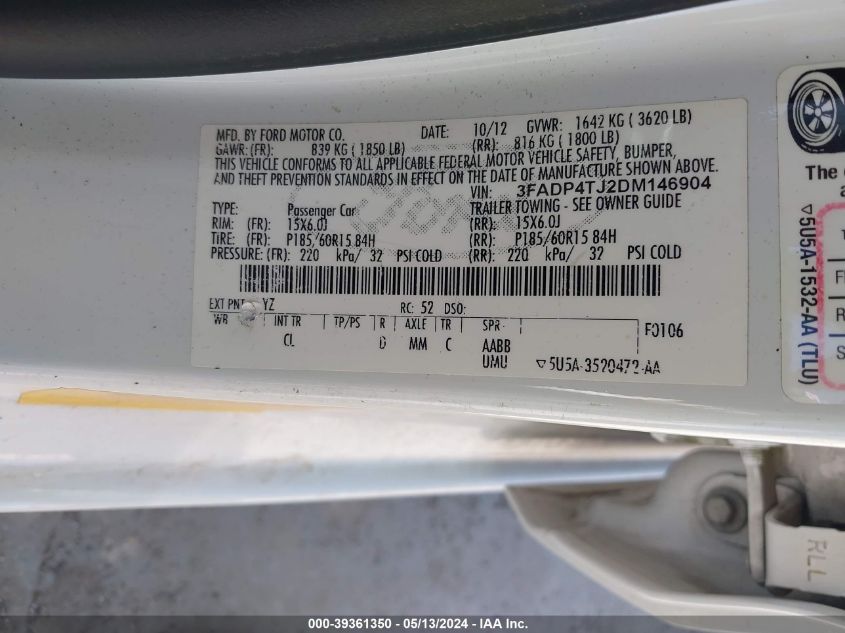 MFD. BY FORD MOTOR CO. DATE: 10/12 GVWR: 1642 KG ( 3620 LB)
GAWR: (FR): 839 KG ( 1850 LB) (RR): 816 KG ( 1800 LB)
THIS VEHICLE CONFORMS TO ALL APPLICABLE FEDERAL MOTOR VEHICLE SAFETY, BUMPER,
AND THEFT PREVENTION STANDARDS IN EFFECT ON THE DATE OF MANUFACTURE SHOWN ABOVE.
VIN: 3FADP4TJ2DM146904
TYPE: Passenger Car TRAILER TOWING - SEE OWNER GUIDE
RIM: (FR): 15X6.0J (RR): 15X6.0J
TIRE: (FR): P185/60R15 84H (RR): P185/60R15 84H
PRESSURE: (FR): 220 kPa/ 32 PSI COLD (RR): 220 kPa/ 32 PSI COLD
EXT PNT YZ RC: 52 DSO:
WB INT TR TP/PS R AXLE TR SPR F0106
CL D MM C AABB
UMU ▽5U5A-3520472-AA
The
▽5U5A-1532-AA (TLU)
RLL
000-39361350 - 05/13/2024 - IAA Inc.